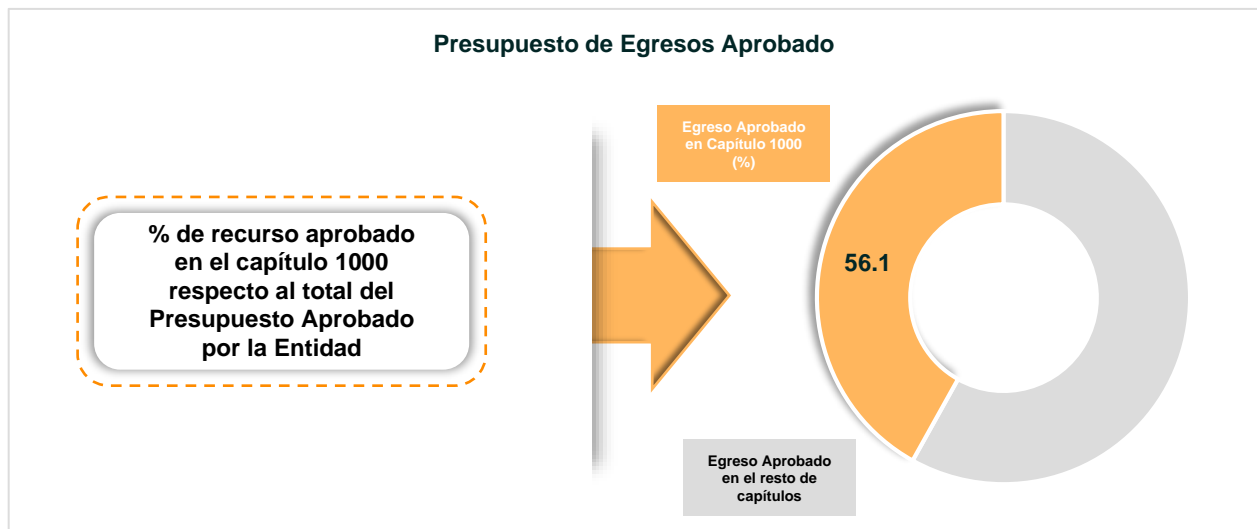 Presupuesto de Egresos Aprobado
Egreso Aprobado
en Capítulo 1000
(%)
% de recurso aprobado
en el capítulo 1000
respecto al total del
Presupuesto Aprobado
por la Entidad
56.1
Egreso Aprobado
en el resto de
capítulos